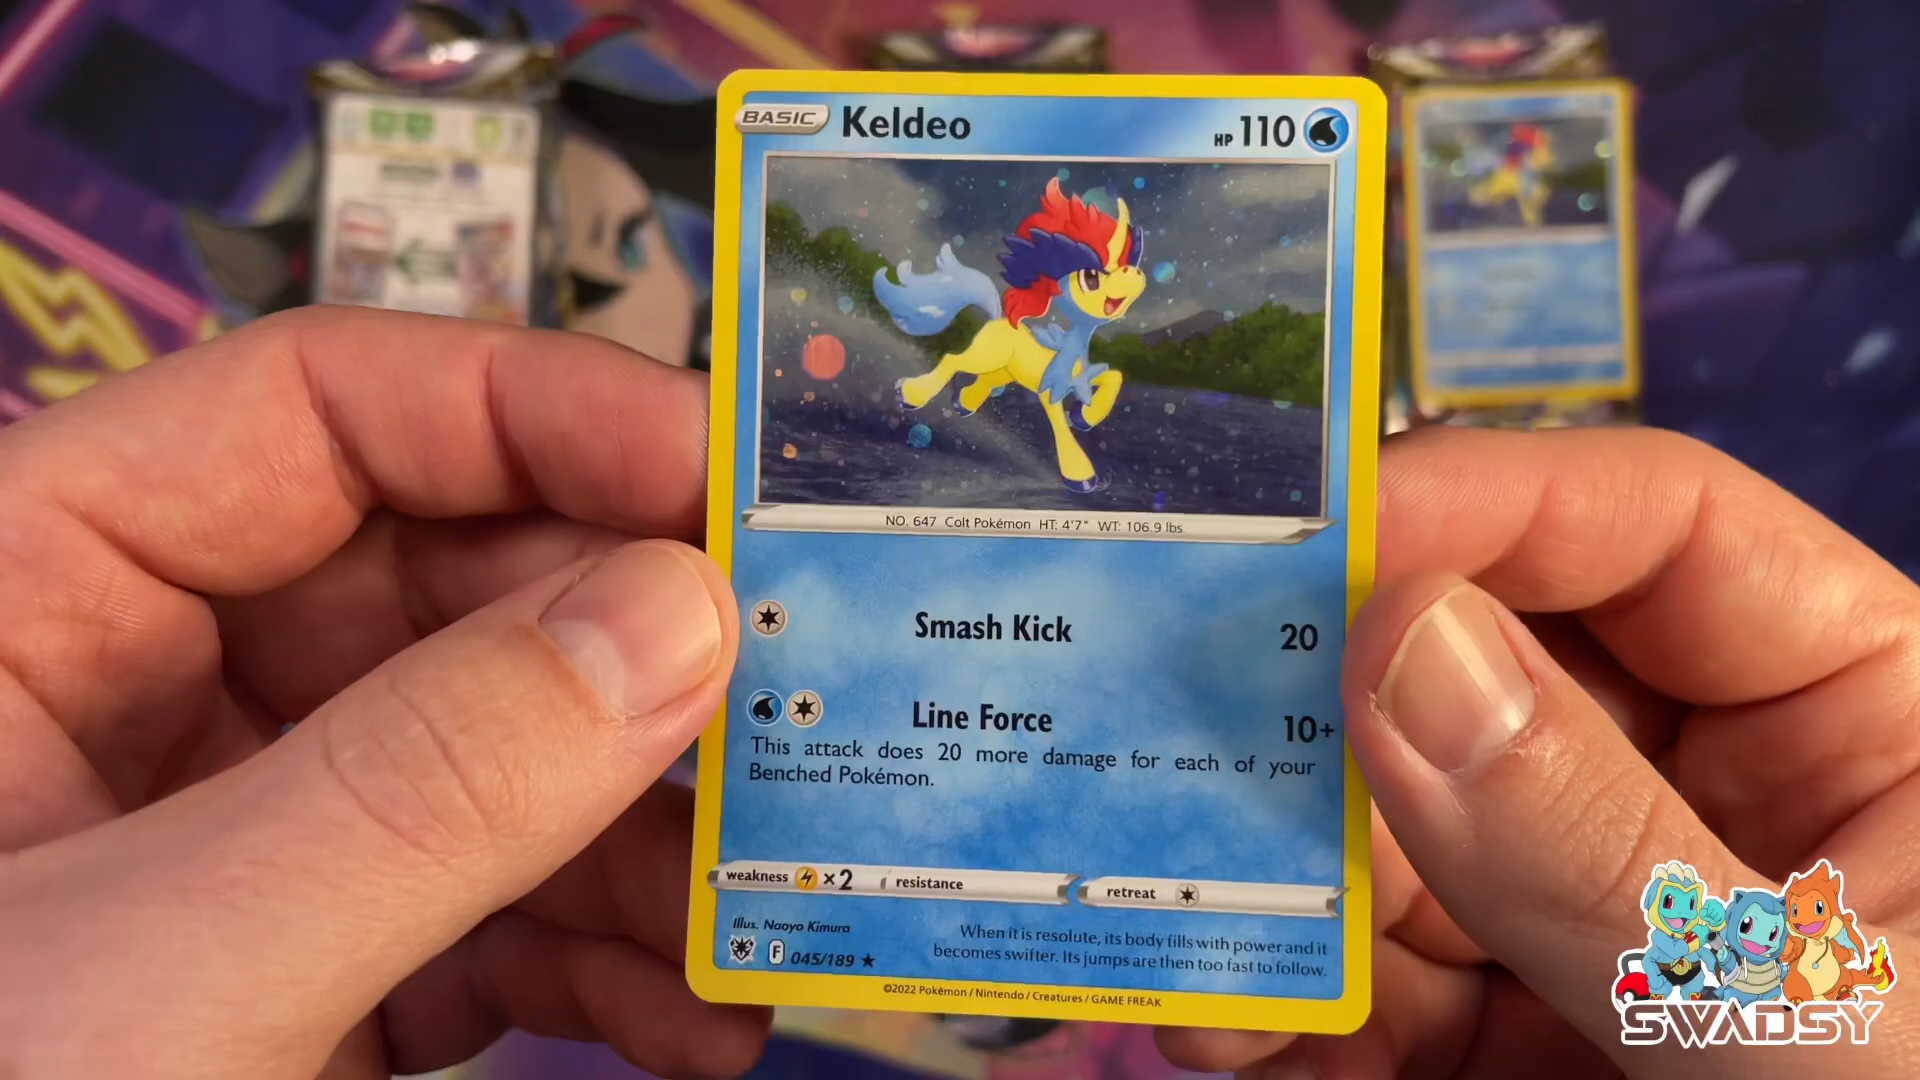 BASIC Keldeo HP 110
NO. 647 Colt Pokémon HT: 4'7" WT: 106.9 lbs.
Smash Kick 20
Line Force 10+
This attack does 20 more damage for each of your
Benched Pokémon.
weakness ×2 resistance retreat
Illus. Naoyo Kimura
F 045/189 ★
When it is resolute, its body fills with power and it
becomes swifter. Its jumps are then too fast to follow.
©2022 Pokémon / Nintendo / Creatures / GAME FREAK
SWADSY